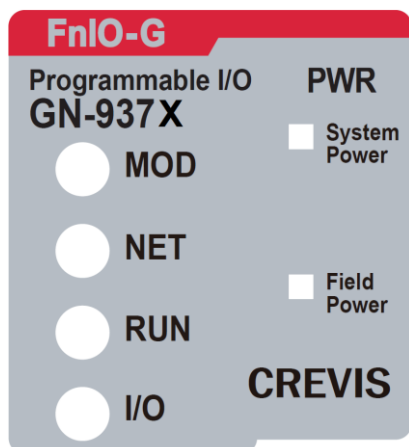 FnIO-G
Programmable I/O
GN-937X
MOD
NET
RUN
I/O
PWR
System
Power
Field
Power
CREVIS